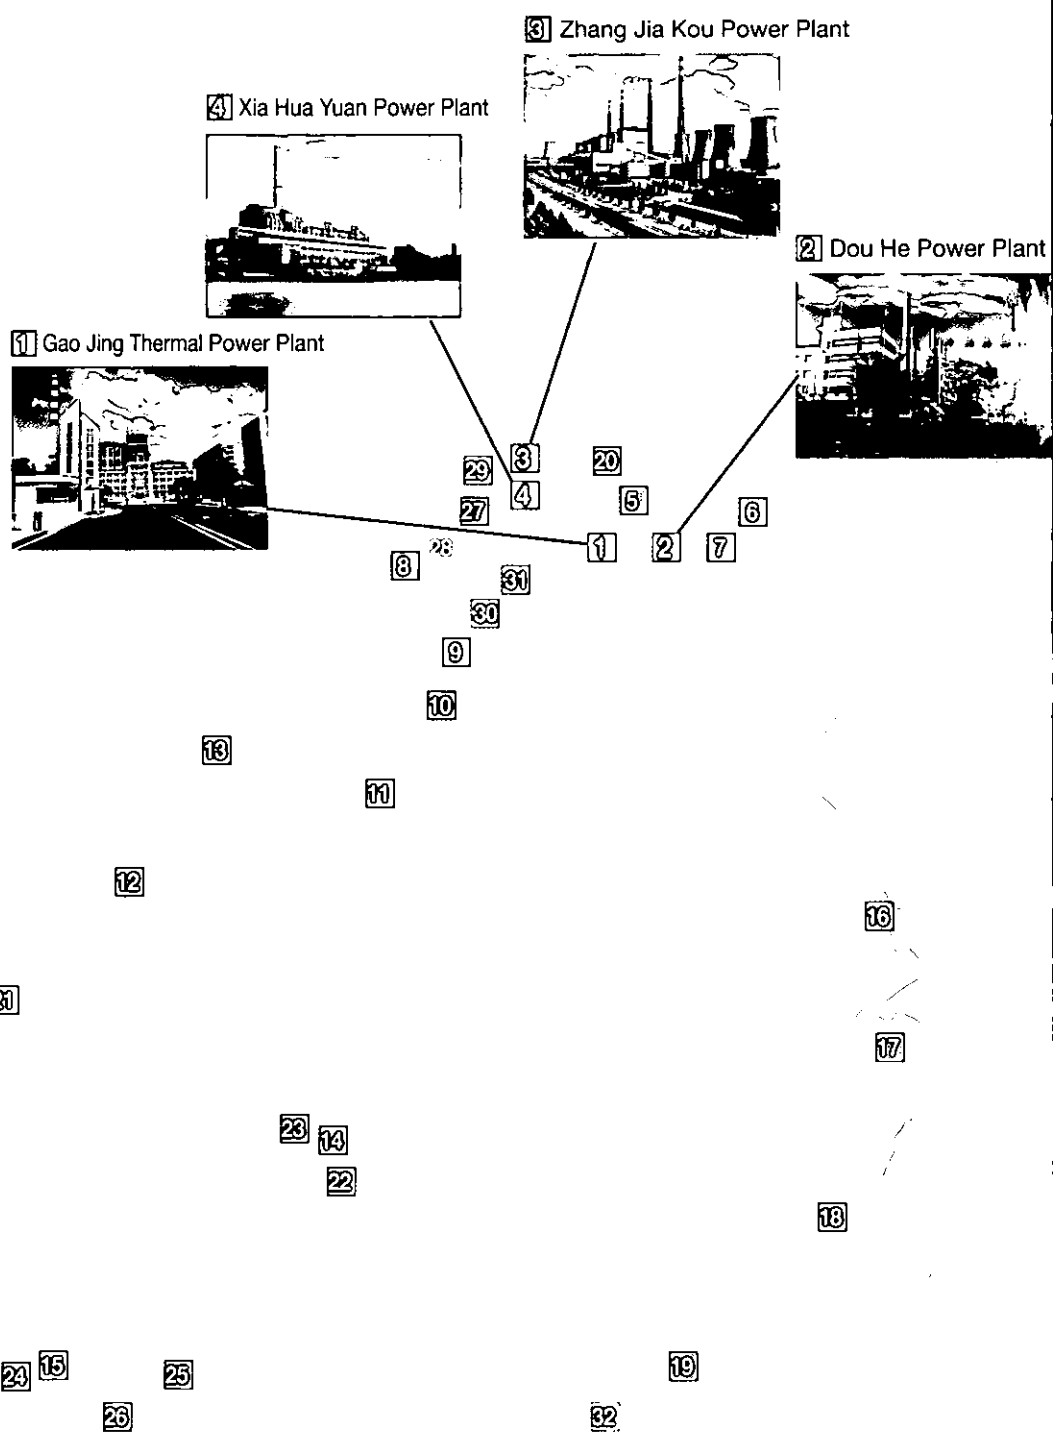 3 Zhang Jia Kou Power Plant
4 Xia Hua Yuan Power Plant
2 Dou He Power Plant
1 Gao Jing Thermal Power Plant
29 3 20
4 5
27 6
28 1 2 7
8 31
30
9
10
13
11
12
16
21
17
23 14
22
18
24 15 25 19
26 32